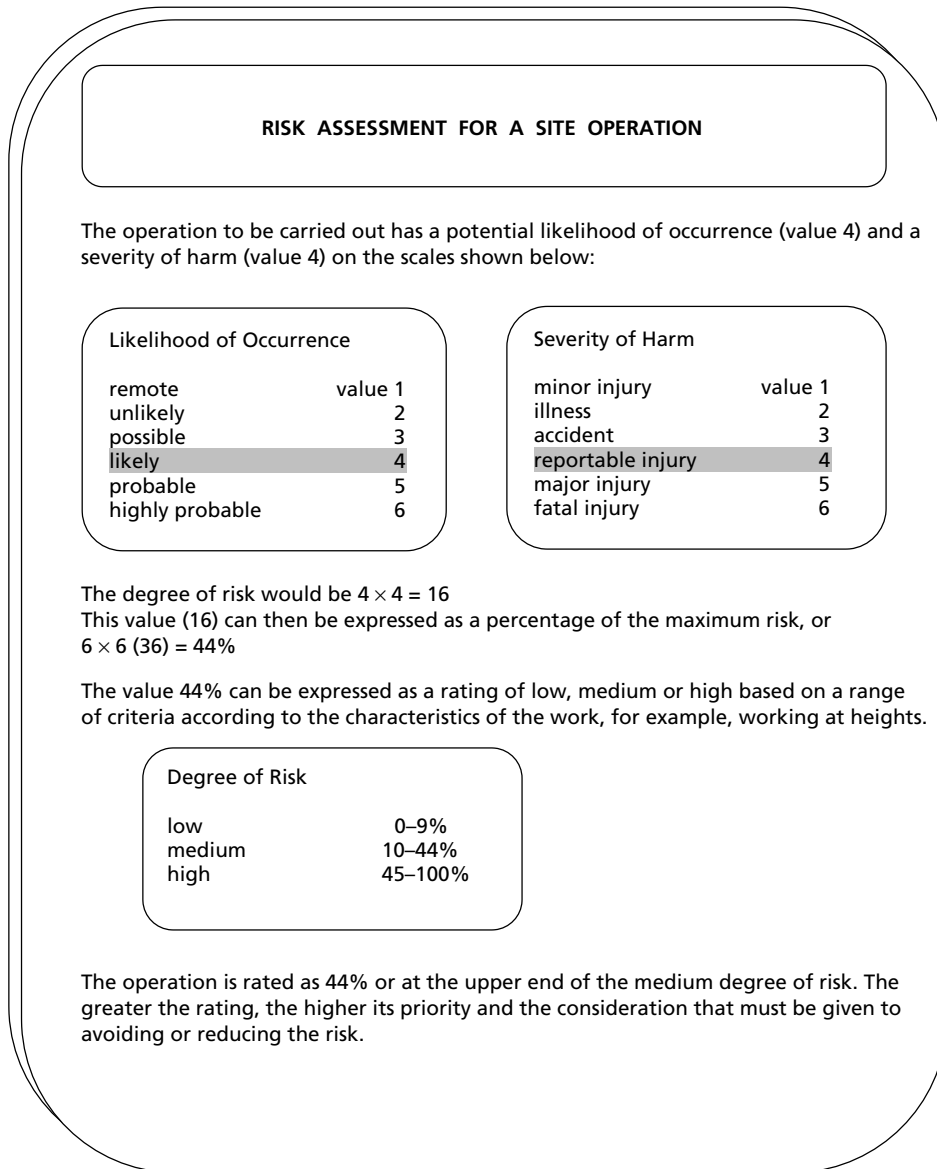 RISK ASSESSMENT FOR A SITE OPERATION
The operation to be carried out has a potential likelihood of occurrence (value 4) and a
severity of harm (value 4) on the scales shown below:
Likelihood of Occurrence
remote value 1
unlikely 2
possible 3
likely 4
probable 5
highly probable 6
Severity of Harm
minor injury value 1
illness 2
accident 3
reportable injury 4
major injury 5
fatal injury 6
The degree of risk would be 4 × 4 = 16
This value (16) can then be expressed as a percentage of the maximum risk, or
6 × 6 (36) = 44%
The value 44% can be expressed as a rating of low, medium or high based on a range
of criteria according to the characteristics of the work, for example, working at heights.
Degree of Risk
low 0–9%
medium 10–44%
high 45–100%
The operation is rated as 44% or at the upper end of the medium degree of risk. The
greater the rating, the higher its priority and the consideration that must be given to
avoiding or reducing the risk.